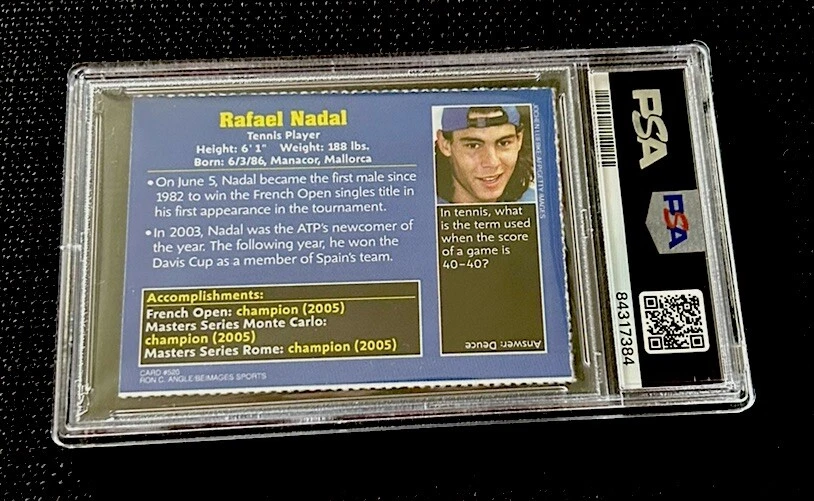 Rafael Nadal
Tennis Player
Height: 6' 1" Weight: 188 lbs.
Born: 6/3/86, Manacor, Mallorca
•On June 5, Nadal became the first male since
1982 to win the French Open singles title in
his first appearance in the tournament.
•In 2003, Nadal was the ATP's newcomer of
the year. The following year, he won the
Davis Cup as a member of Spain's team.
Accomplishments:
French Open: champion (2005)
Masters Series Monte Carlo:
champion (2005)
Masters Series Rome: champion (2005)
CARD #520
RON C. ANGLE/BEIMAGES SPORTS
In tennis, what
is the term used
when the score
of a game is
40–40?
Answer: Deuce
PSA
PSA
84317384